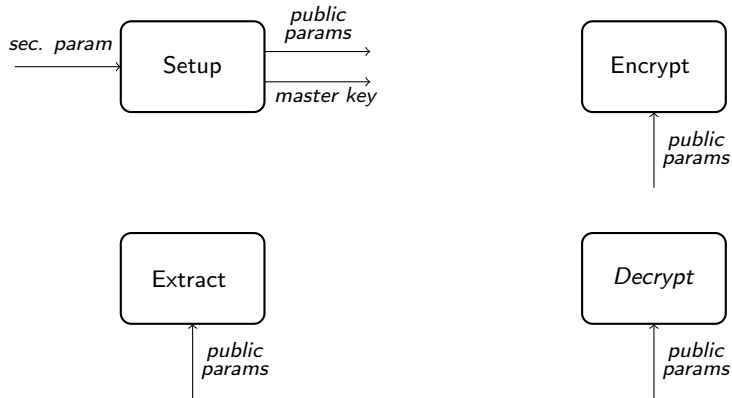 sec. param
Setup
public
params
master key
Encrypt
public
params
Extract
public
params
Decrypt
public
params